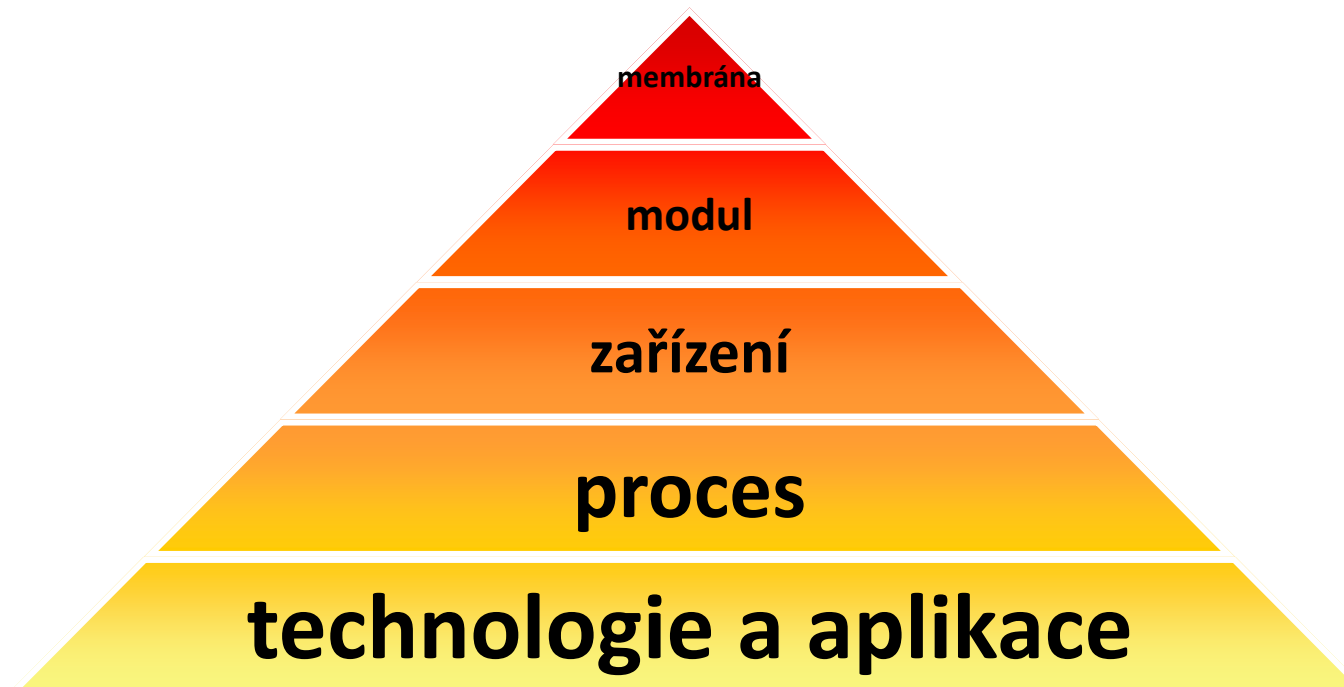 membrána
modul
zařízení
proces
technologie a aplikace